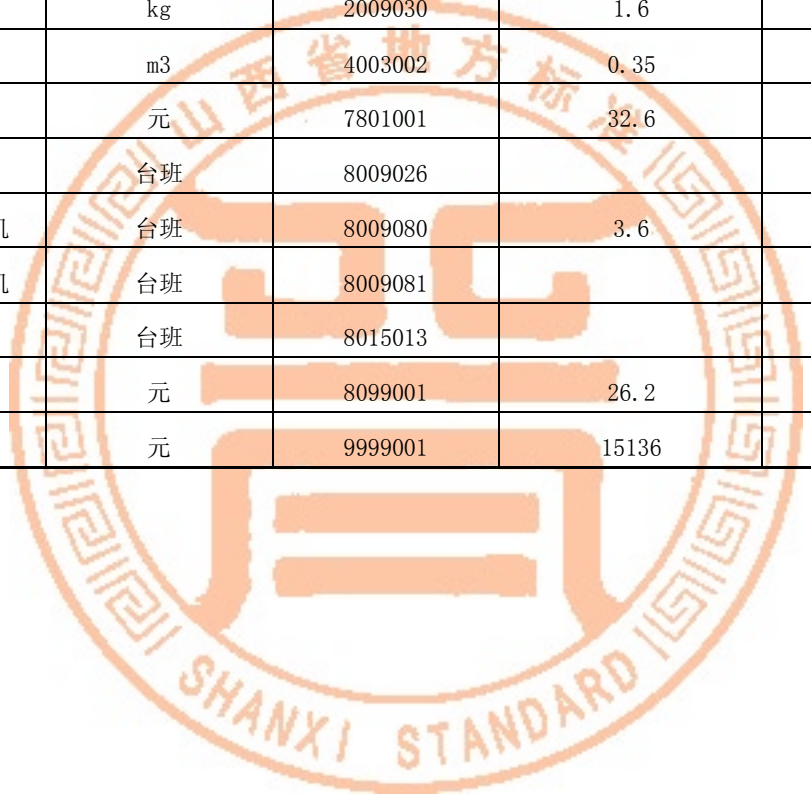 kg 2009030 1.6
m3 4003002 0.35
元 7801001 32.6
台班 8009026
机 台班 8009080 3.6
机 台班 8009081
台班 8015013
元 8099001 26.2
元 9999001 15136
山西省地方标准
SHANXI STANDARD